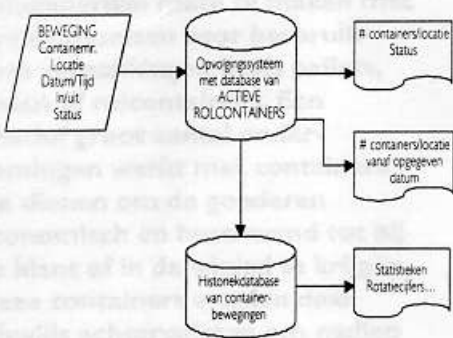 BEWEGING
Containernr.
Locatie
Datum/Tijd
In/uit
Status
Opvolgingssysteem
met database van
ACTIEVE
ROLCONTAINERS
# containers/locatie
Status
# containers/locatie
vanaf opgegeven
datum
Historiekdatabase
van container
bewegingen
Statistieken
Rotatiecijfers...